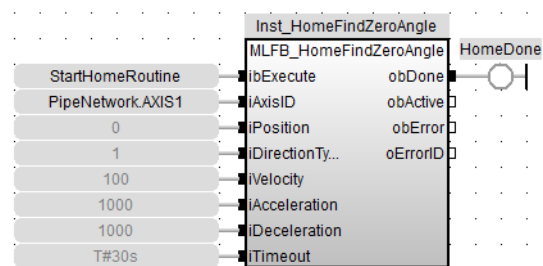 Inst_HomeFindZeroAngle
MLFB_HomeFindZeroAngle HomeDone
StartHomeRoutine ibExecute obDone
PipeNetwork.AXIS1 iAxisID obActive
0 iPosition obError
1 iDirectionTy... oErrorID
100 iVelocity
1000 iAcceleration
1000 iDeceleration
T#30s iTimeout